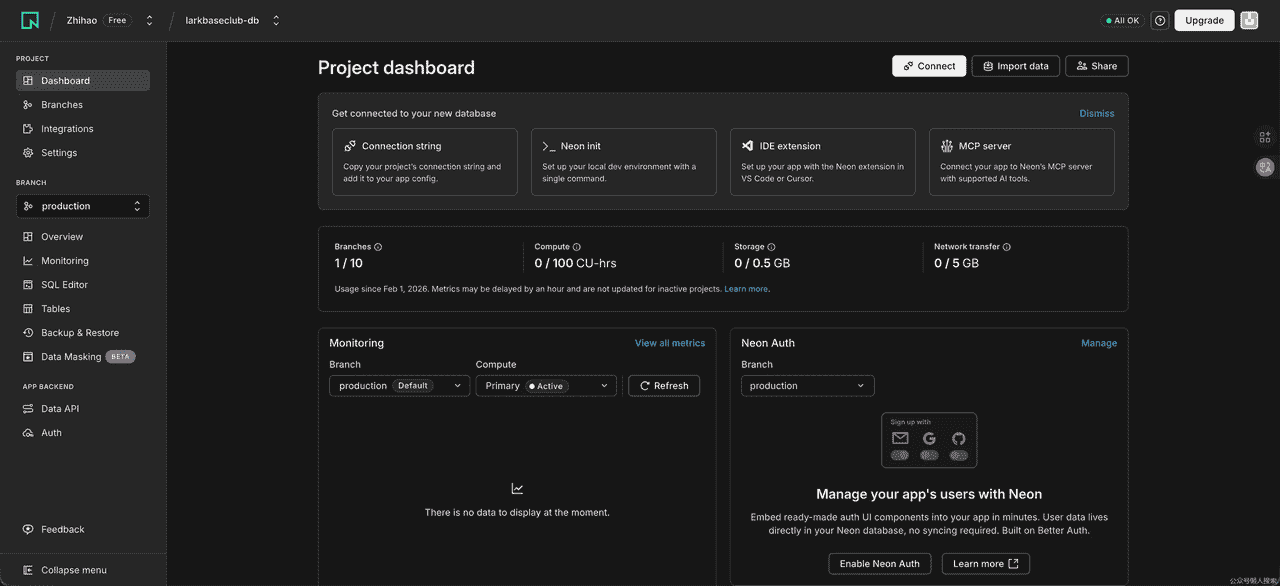 Zhihao Free larkbaseclub-db
All OK Upgrade
PROJECT
Dashboard
Branches
Integrations
Settings
BRANCH
production
Overview
Monitoring
SQL Editor
Tables
Backup & Restore
Data Masking BETA
APP BACKEND
Data API
Auth
Feedback
Collapse menu
Project dashboard
Connect Import data Share
Get connected to your new database Dismiss
Connection string
Copy your project's connection string and
add it to your app config.
Neon Init
Set up your local dev environment with a
single command.
IDE extension
Set up your app with the Neon extension in
VS Code or Cursor.
MCP server
Connect your app to Neon's MCP server
with supported AI tools.
Branches
1 / 10
Compute
0 / 100 CU-hrs
Storage
0 / 0.5 GB
Network transfer
0 / 5 GB
Usage since Feb 1, 2026. Metrics may be delayed by an hour and are not updated for inactive projects. Learn more.
Monitoring View all metrics
Branch Compute
production Default Primary Active Refresh
There is no data to display at the moment.
Neon Auth Manage
Branch
production
Sign up with
Manage your app's users with Neon
Embed ready-made auth UI components into your app in minutes. User data lives
directly in your Neon database, no syncing required. Built on Better Auth.
Enable Neon Auth Learn more
公众号懒人搜索